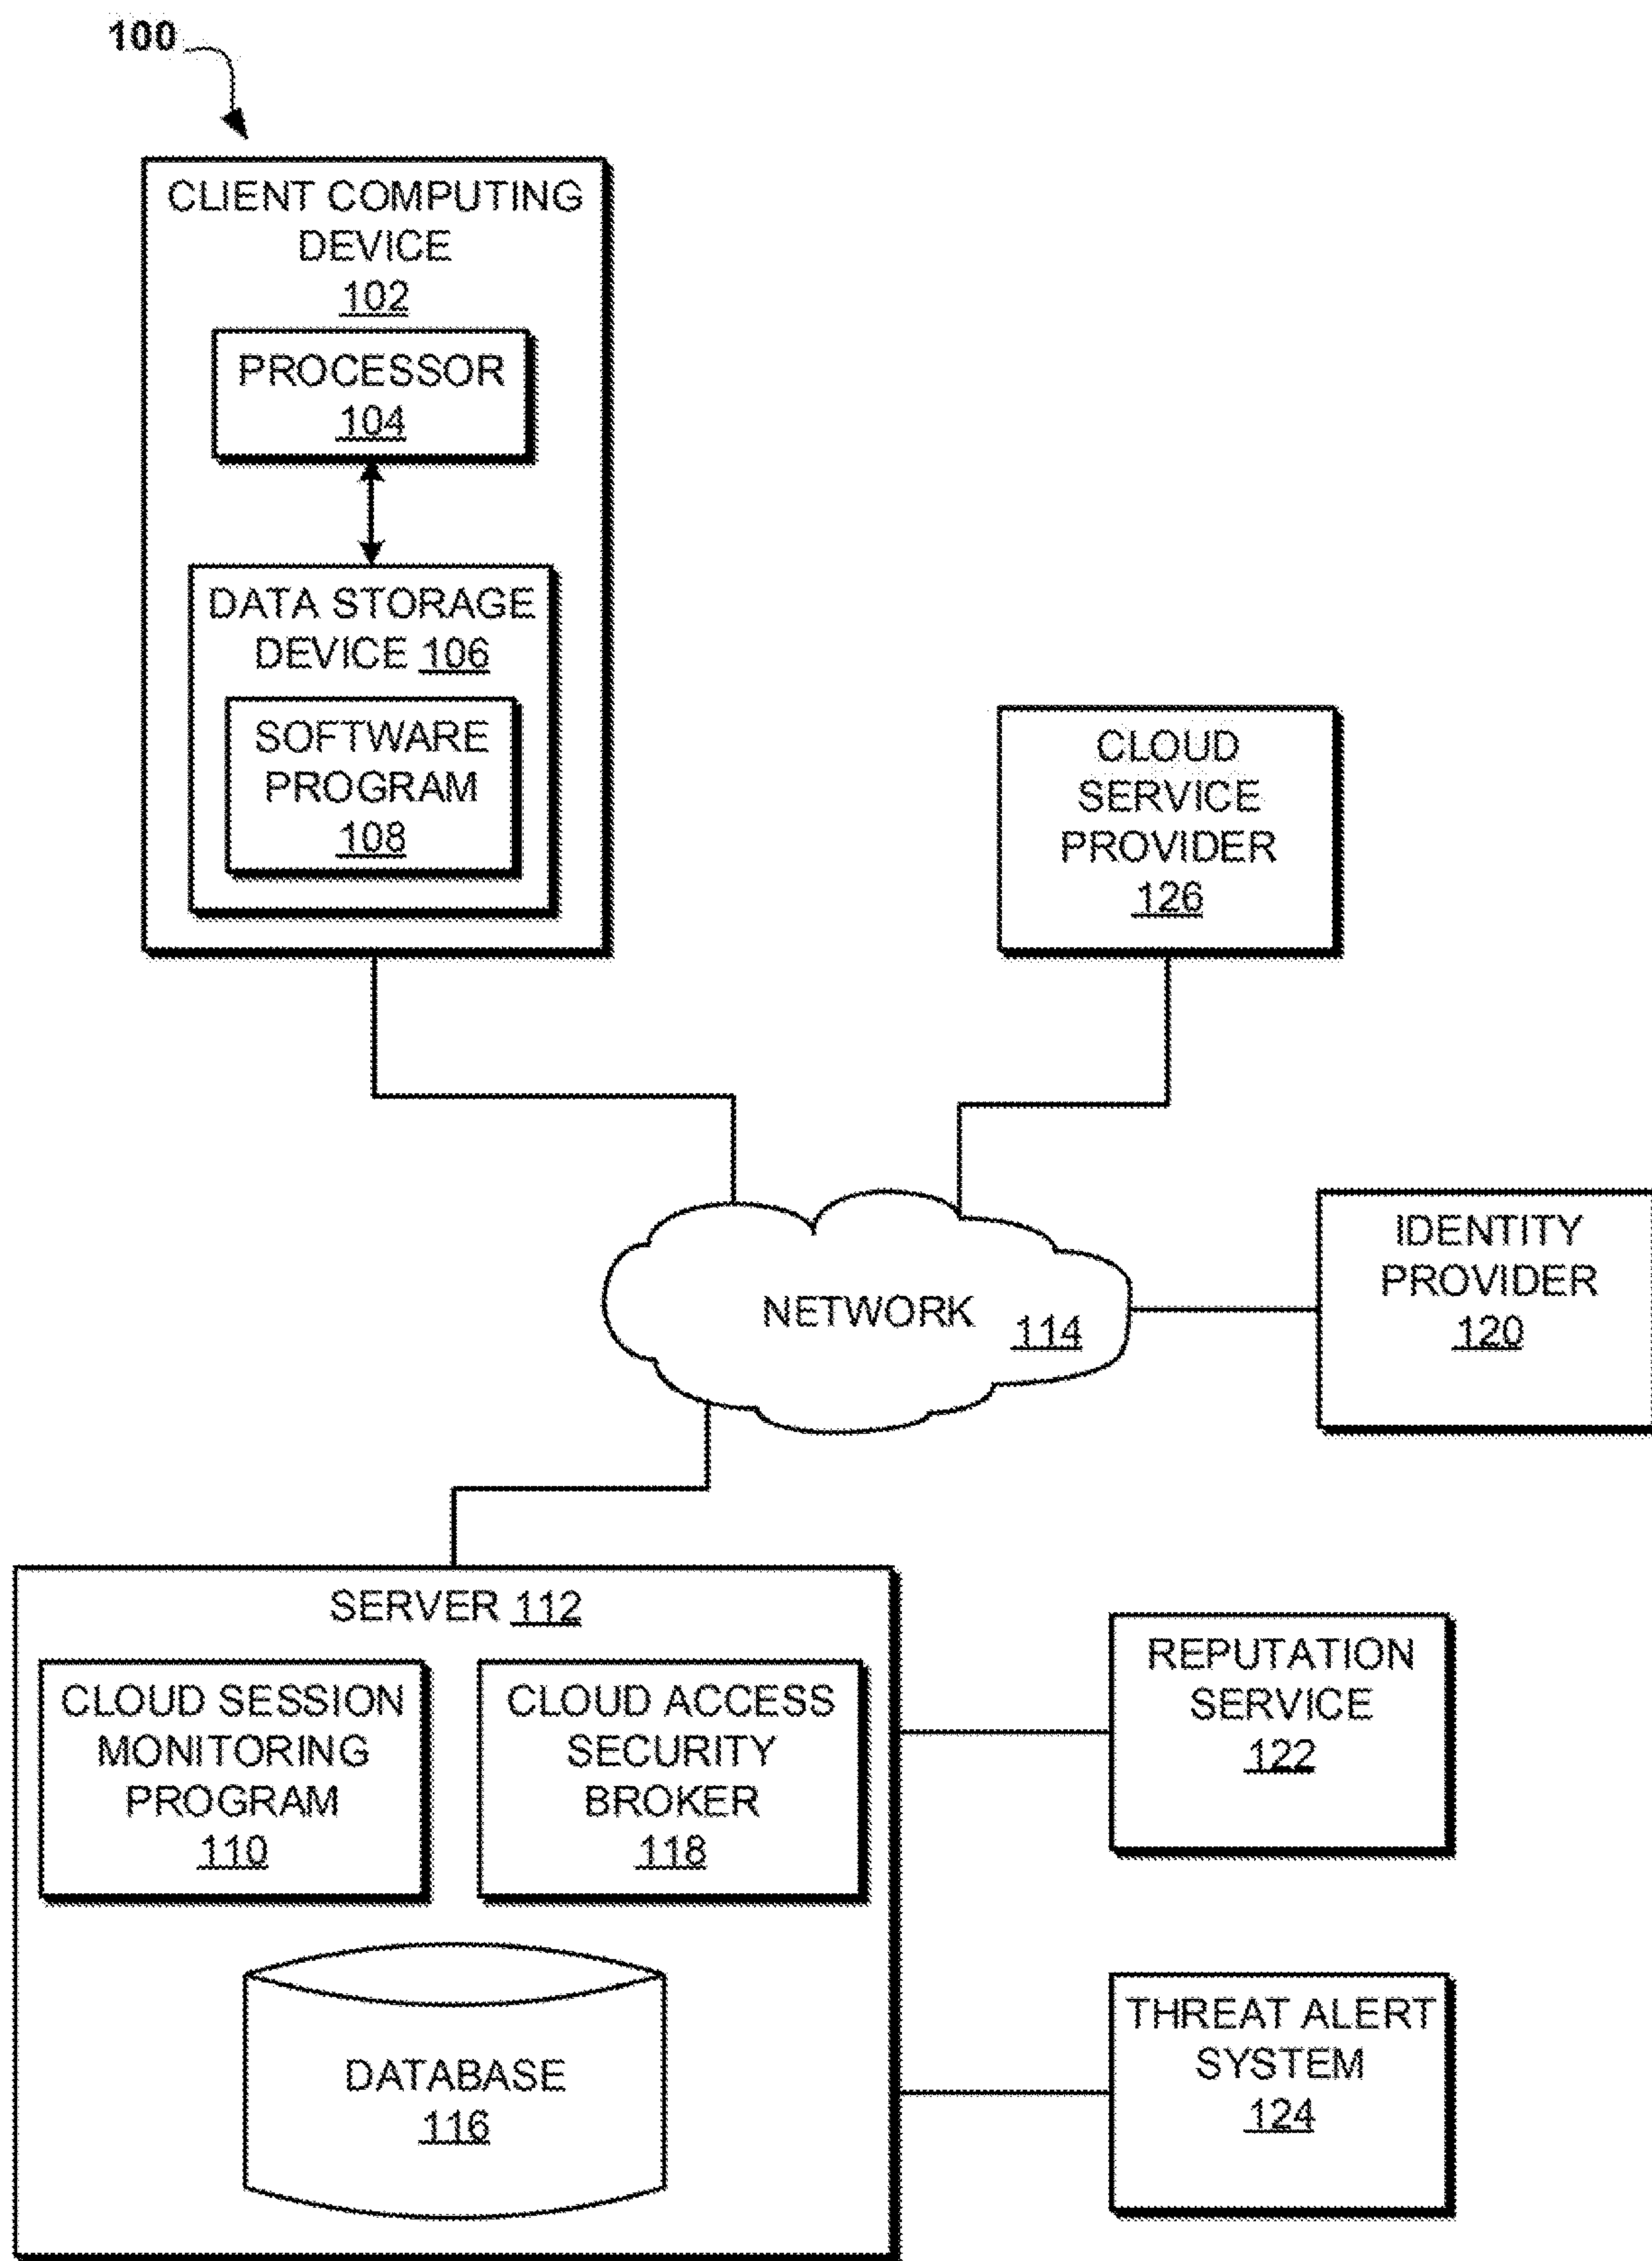 100
CLIENT COMPUTING
DEVICE
102
PROCESSOR
104
DATA STORAGE
DEVICE 106
SOFTWARE
PROGRAM
108
CLOUD
SERVICE
PROVIDER
126
NETWORK 114
IDENTITY
PROVIDER
120
SERVER 112
CLOUD SESSION
MONITORING
PROGRAM
110
CLOUD ACCESS
SECURITY
BROKER
118
REPUTATION
SERVICE
122
DATABASE
116
THREAT ALERT
SYSTEM
124